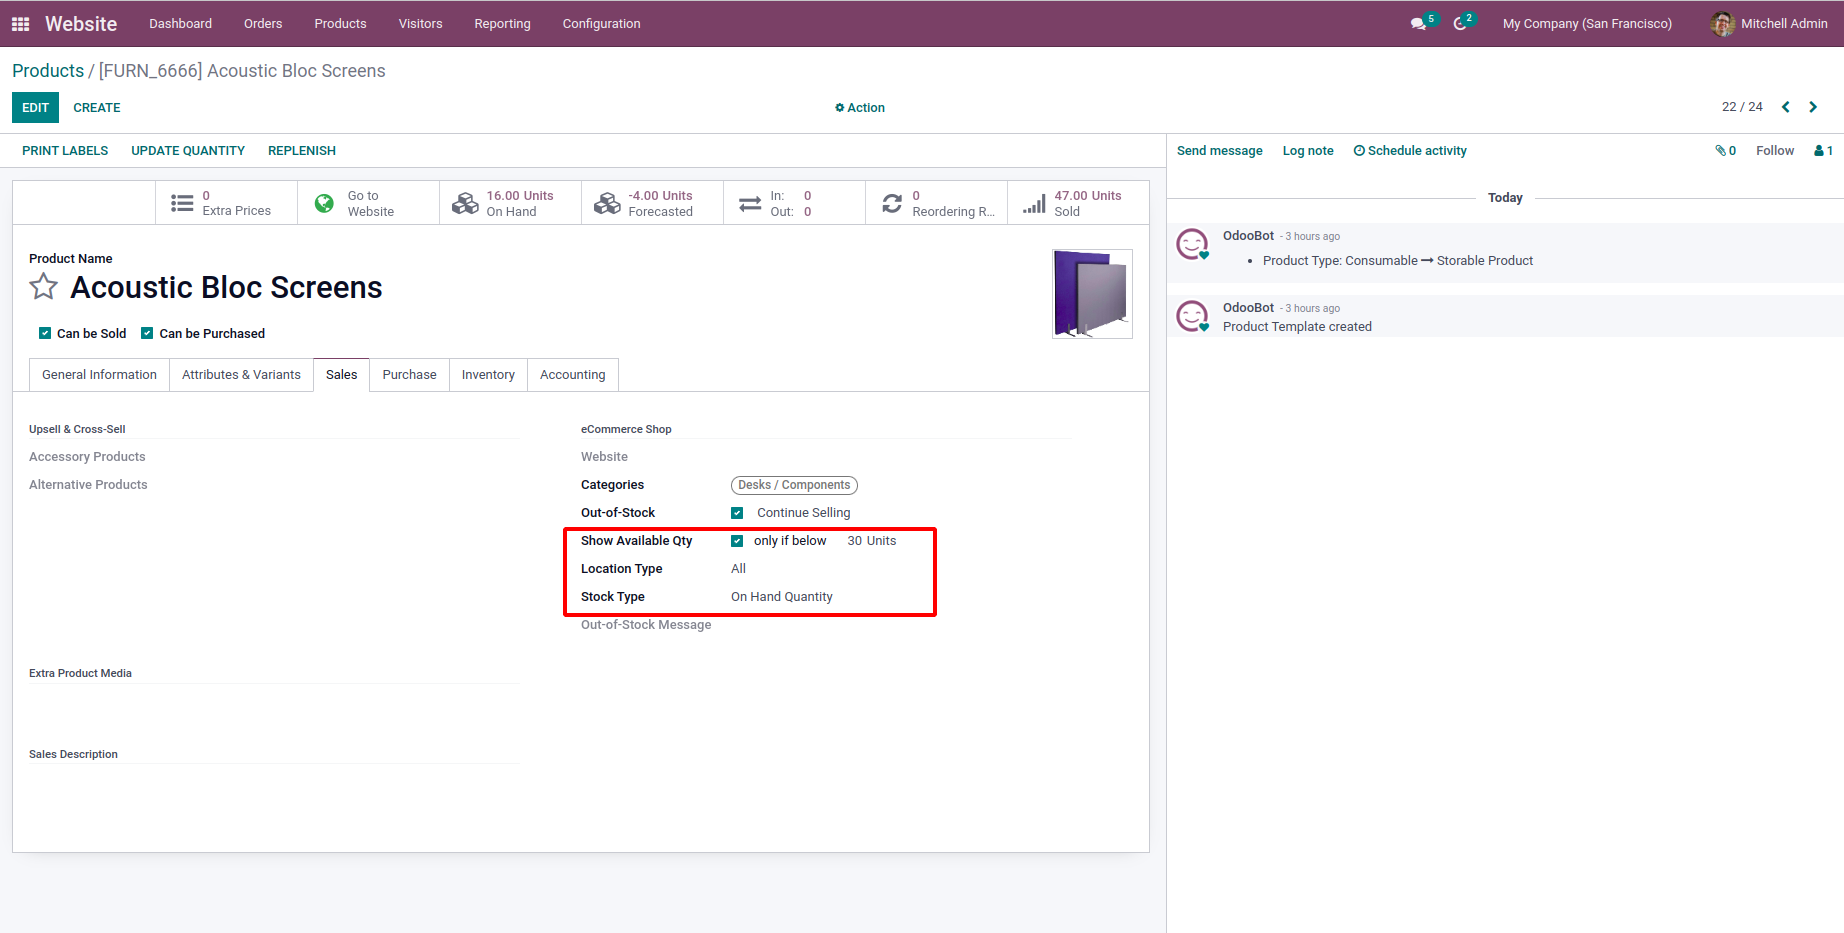 Website Dashboard Orders Products Visitors Reporting Configuration 5 2 My Company (San Francisco) Mitchell Admin
Products / [FURN_6666] Acoustic Bloc Screens
EDIT CREATE Action 22 / 24
PRINT LABELS UPDATE QUANTITY REPLENISH
0 Extra Prices
Go to Website
16.00 Units On Hand
-4.00 Units Forecasted
In: 0
Out: 0
0 Reordering R...
47.00 Units Sold
Product Name
Acoustic Bloc Screens
Can be Sold Can be Purchased
General Information Attributes & Variants Sales Purchase Inventory Accounting
Upsell & Cross-Sell
Accessory Products
Alternative Products
Extra Product Media
Sales Description
eCommerce Shop
Website
Categories Desks / Components
Out-of-Stock Continue Selling
Show Available Qty only if below 30 Units
Location Type All
Stock Type On Hand Quantity
Out-of-Stock Message
Send message Log note Schedule activity 0 Follow 1
Today
OdooBot - 3 hours ago
• Product Type: Consumable → Storable Product
OdooBot - 3 hours ago
Product Template created